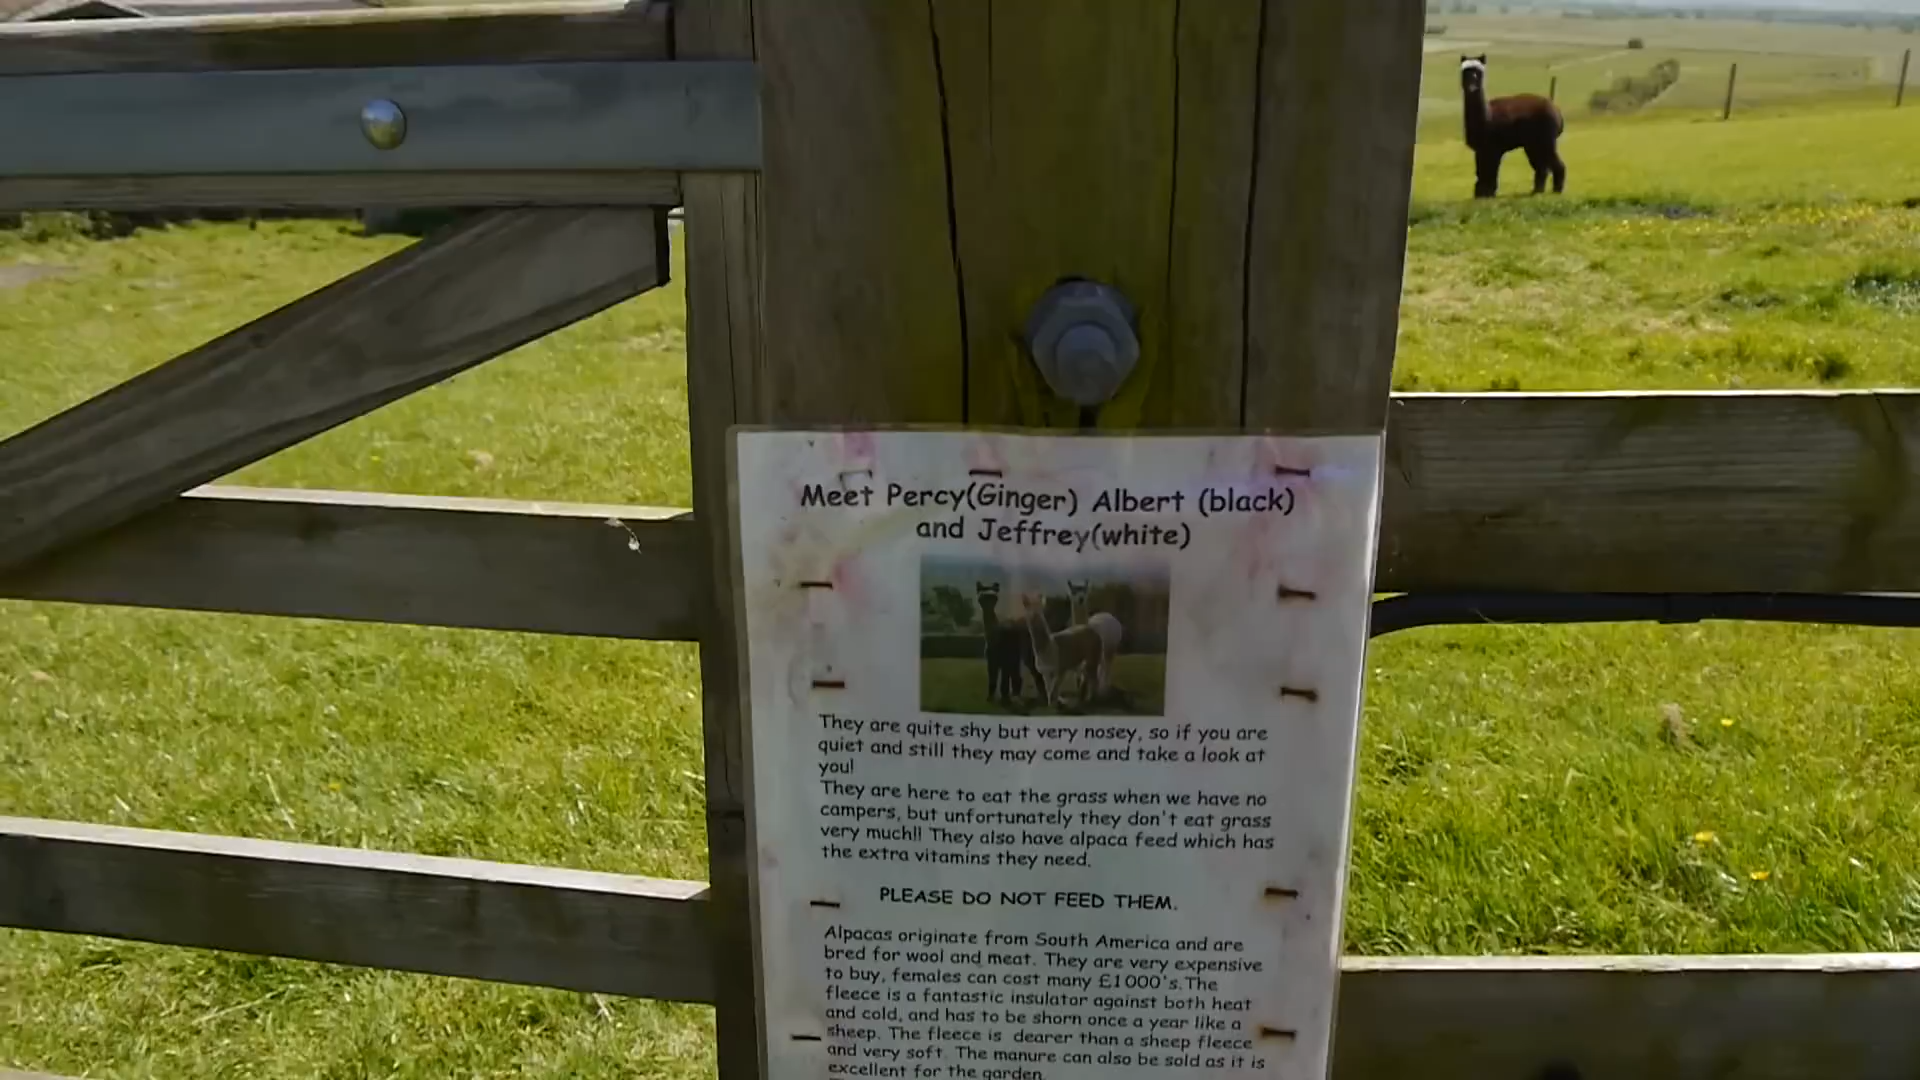 Meet Percy(Ginger) Albert (black)
and Jeffrey(white)
They are quite shy but very nosey, so if you are
quiet and still they may come and take a look at
you!
They are here to eat the grass when we have no
campers, but unfortunately they don't eat grass
very much!! They also have alpaca feed which has
the extra vitamins they need.
PLEASE DO NOT FEED THEM.
Alpacas originate from South America and are
bred for wool and meat. They are very expensive
to buy, females can cost many £1000's.The
fleece is a fantastic insulator against both heat
and cold, and has to be shorn once a year like a
sheep. The fleece is dearer than a sheep fleece
and very soft. The manure can also be sold as it is
excellent for the garden.